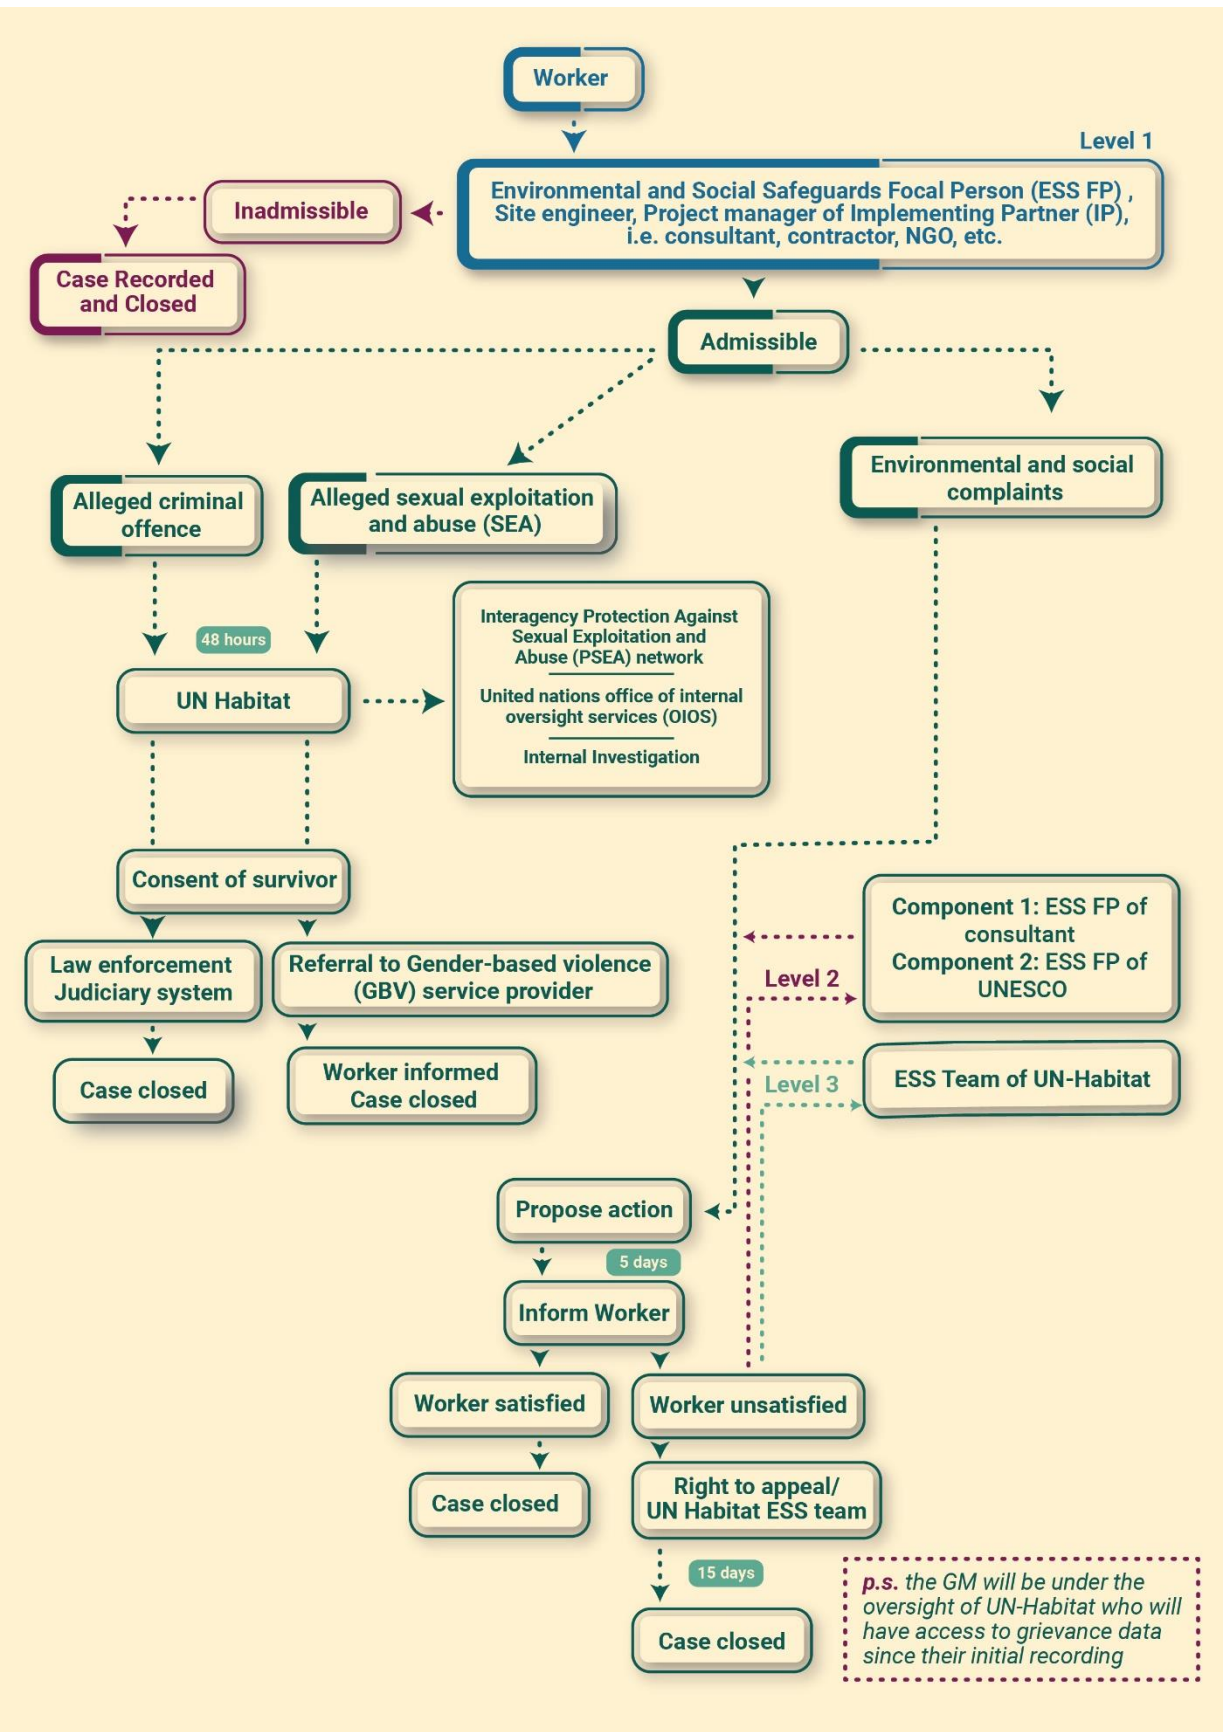 Worker
Level 1
Environmental and Social Safeguards Focal Person (ESS FP) ,
Site engineer, Project manager of Implementing Partner (IP),
i.e. consultant, contractor, NGO, etc.
Inadmissible
Case Recorded
and Closed
Admissible
Alleged criminal
offence
Alleged sexual exploitation
and abuse (SEA)
Environmental and social
complaints
48 hours
UN Habitat
Interagency Protection Against
Sexual Exploitation and
Abuse (PSEA) network
United nations office of internal
oversight services (OIOS)
Internal Investigation
Consent of survivor
Law enforcement
Judiciary system
Referral to Gender-based violence
(GBV) service provider
Case closed
Worker informed
Case closed
Component 1: ESS FP of
consultant
Component 2: ESS FP of
UNESCO
Level 2
ESS Team of UN-Habitat
Level 3
Propose action
5 days
Inform Worker
Worker satisfied
Worker unsatisfied
Case closed
Right to appeal/
UN Habitat ESS team
15 days
Case closed
p.s. the GM will be under the
oversight of UN-Habitat who will
have access to grievance data
since their initial recording